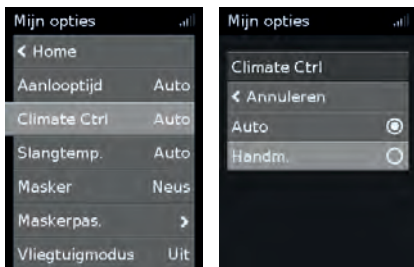 Mijn opties
< Home
Aanlooptijd Auto
Climate Ctrl Auto
Slangtemp. Auto
Masker Neus
Maskerpas. >
Vliegtuigmodus Uit
Mijn opties
Climate Ctrl
< Annuleren
Auto
Handm.